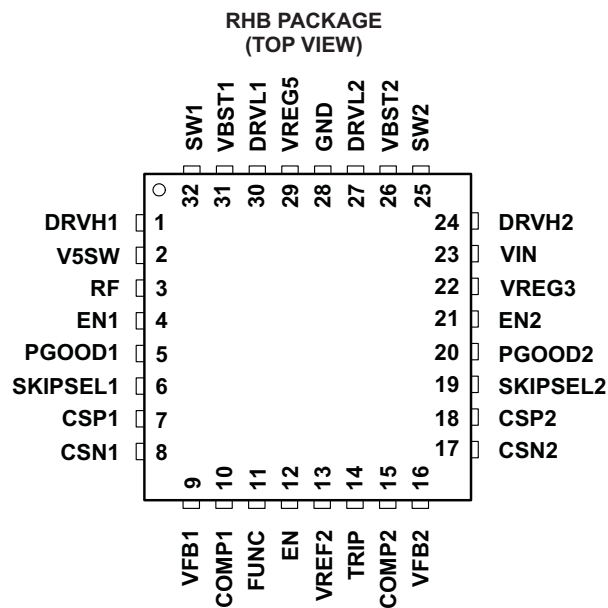 RHB PACKAGE
(TOP VIEW)
SW1
VBST1
DRVL1
VREG5
GND
DRVL2
VBST2
SW2
32
31
30
29
28
27
26
25
DRVH1 1
V5SW 2
RF 3
EN1 4
PGOOD1 5
SKIPSEL1 6
CSP1 7
CSN1 8
24 DRVH2
23 VIN
22 VREG3
21 EN2
20 PGOOD2
19 SKIPSEL2
18 CSP2
17 CSN2
9
10
11
12
13
14
15
16
VFB1
COMP1
FUNC
EN
VREF2
TRIP
COMP2
VFB2